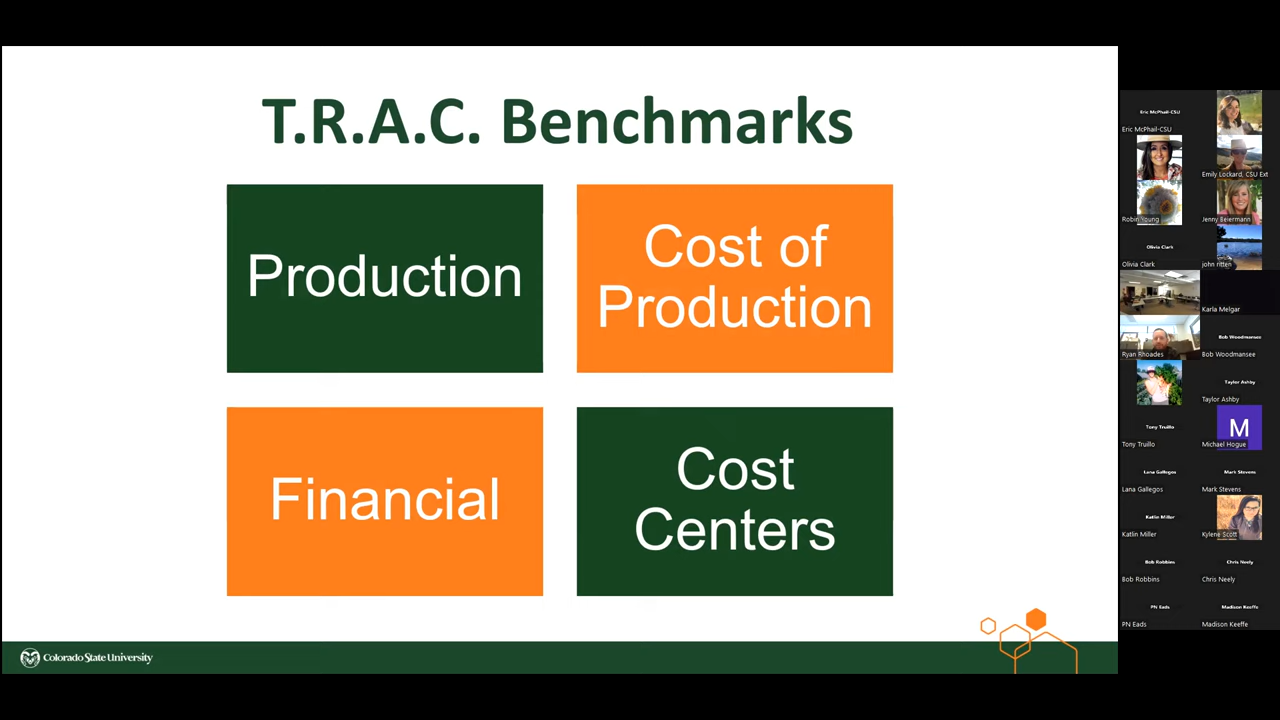 T.R.A.C. Benchmarks
Production
Cost of
Production
Financial
Cost
Centers
Colorado State University
Eric McPhail-CSU
Eric McPhail-CSU
Emily Lockard, CSU Ext
Robin Young
Jenny Beiermann
Olivia Clark
Olivia Clark
john ritten
Karla Melgar
Ryan Rhoades
Bob Woodmansee
Bob Woodmansee
Taylor Ashby
Taylor Ashby
Tony Truillo
Tony Truillo
M
Michael Hogue
Lana Gallegos
Lana Gallegos
Mark Stevens
Mark Stevens
Katlin Miller
Katlin Miller
Kylene Scott
Bob Robbins
Bob Robbins
Chris Neely
Chris Neely
PN Eads
PN Eads
Madison Keeffe
Madison Keeffe